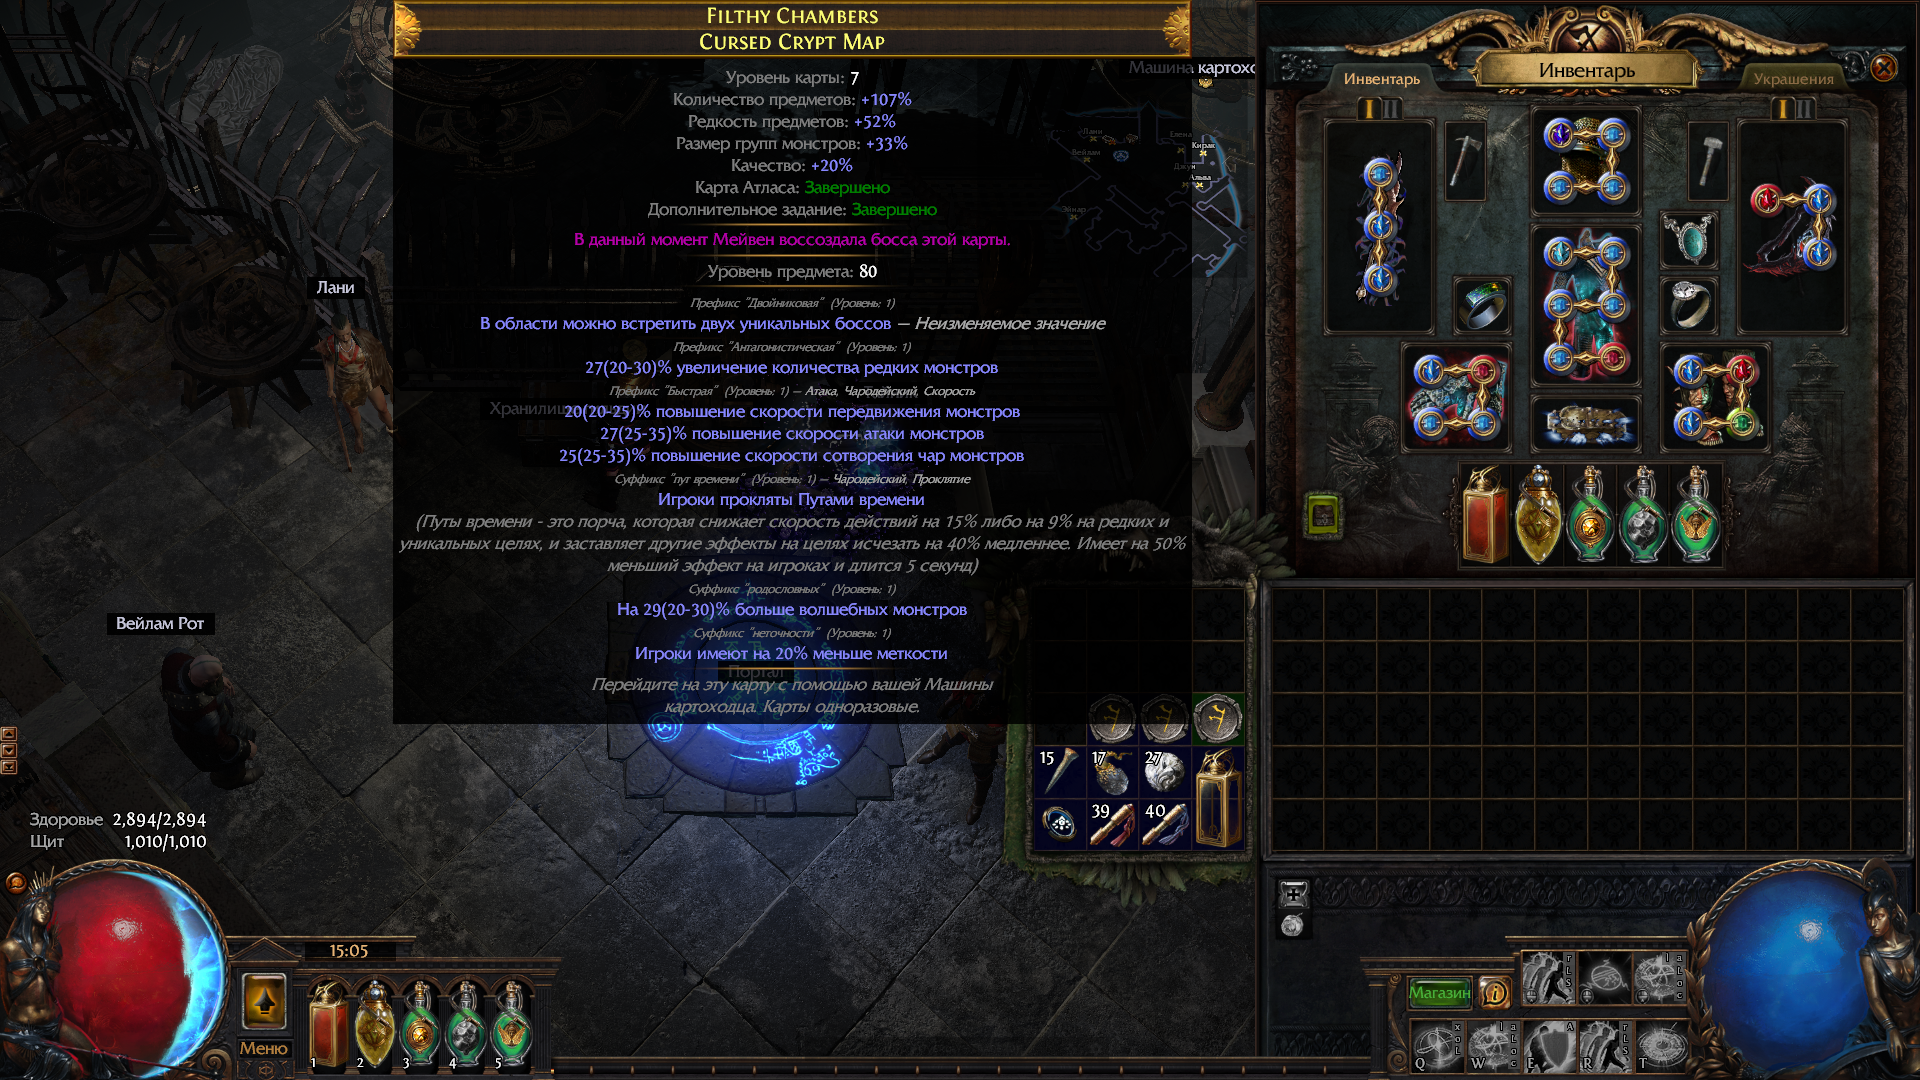 FILTHY CHAMBERS
CURSED CRYPT MAP
Уровень карты: 7
Количество предметов: +107%
Редкость предметов: +52%
Размер групп монстров: +33%
Качество: +20%
Карта Атласа: Завершено
Дополнительное задание: Завершено
В данный момент Мейвен воссоздала босса этой карты.
Уровень предмета: 80
Префикс "Двойниковая" (Уровень: 1)
В области можно встретить двух уникальных боссов — Неизменяемое значение
Префикс "Антагонистическая" (Уровень: 1)
27(20-30)% увеличение количества редких монстров
Префикс "Быстрая" (Уровень: 1) — Атака, Чародейский, Скорость
20(20-25)% повышение скорости передвижения монстров
27(25-35)% повышение скорости атаки монстров
25(25-35)% повышение скорости сотворения чар монстров
Суффикс "пут времени" (Уровень: 1) — Чародейский, Проклятие
Игроки прокляты Путами времени
(Путы времени - это порча, которая снижает скорость действий на 15% либо на 9% на редких и
уникальных целях, и заставляет другие эффекты на целях исчезать на 40% медленнее. Имеет на 50%
меньший эффект на игроках и длится 5 секунд)
Суффикс "родословных" (Уровень: 1)
На 29(20-30)% больше волшебных монстров
Суффикс "неточности" (Уровень: 1)
Игроки имеют на 20% меньше меткости
Портал
Перейдите на эту карту с помощью вашей Машины
картоходца. Карты одноразовые.
Машина картохо
Лани
Вейлам
Елена
Кирак
Альва
Эйнар
Лани
Вейлам Рот
15
17
27
39
40
Инвентарь
Инвентарь
Украшения
I II
I II
Здоровье 2,894/2,894
Щит 1,010/1,010
15:05
Меню
1
2
3
4
5
Магазин
Q
W
E
R
T